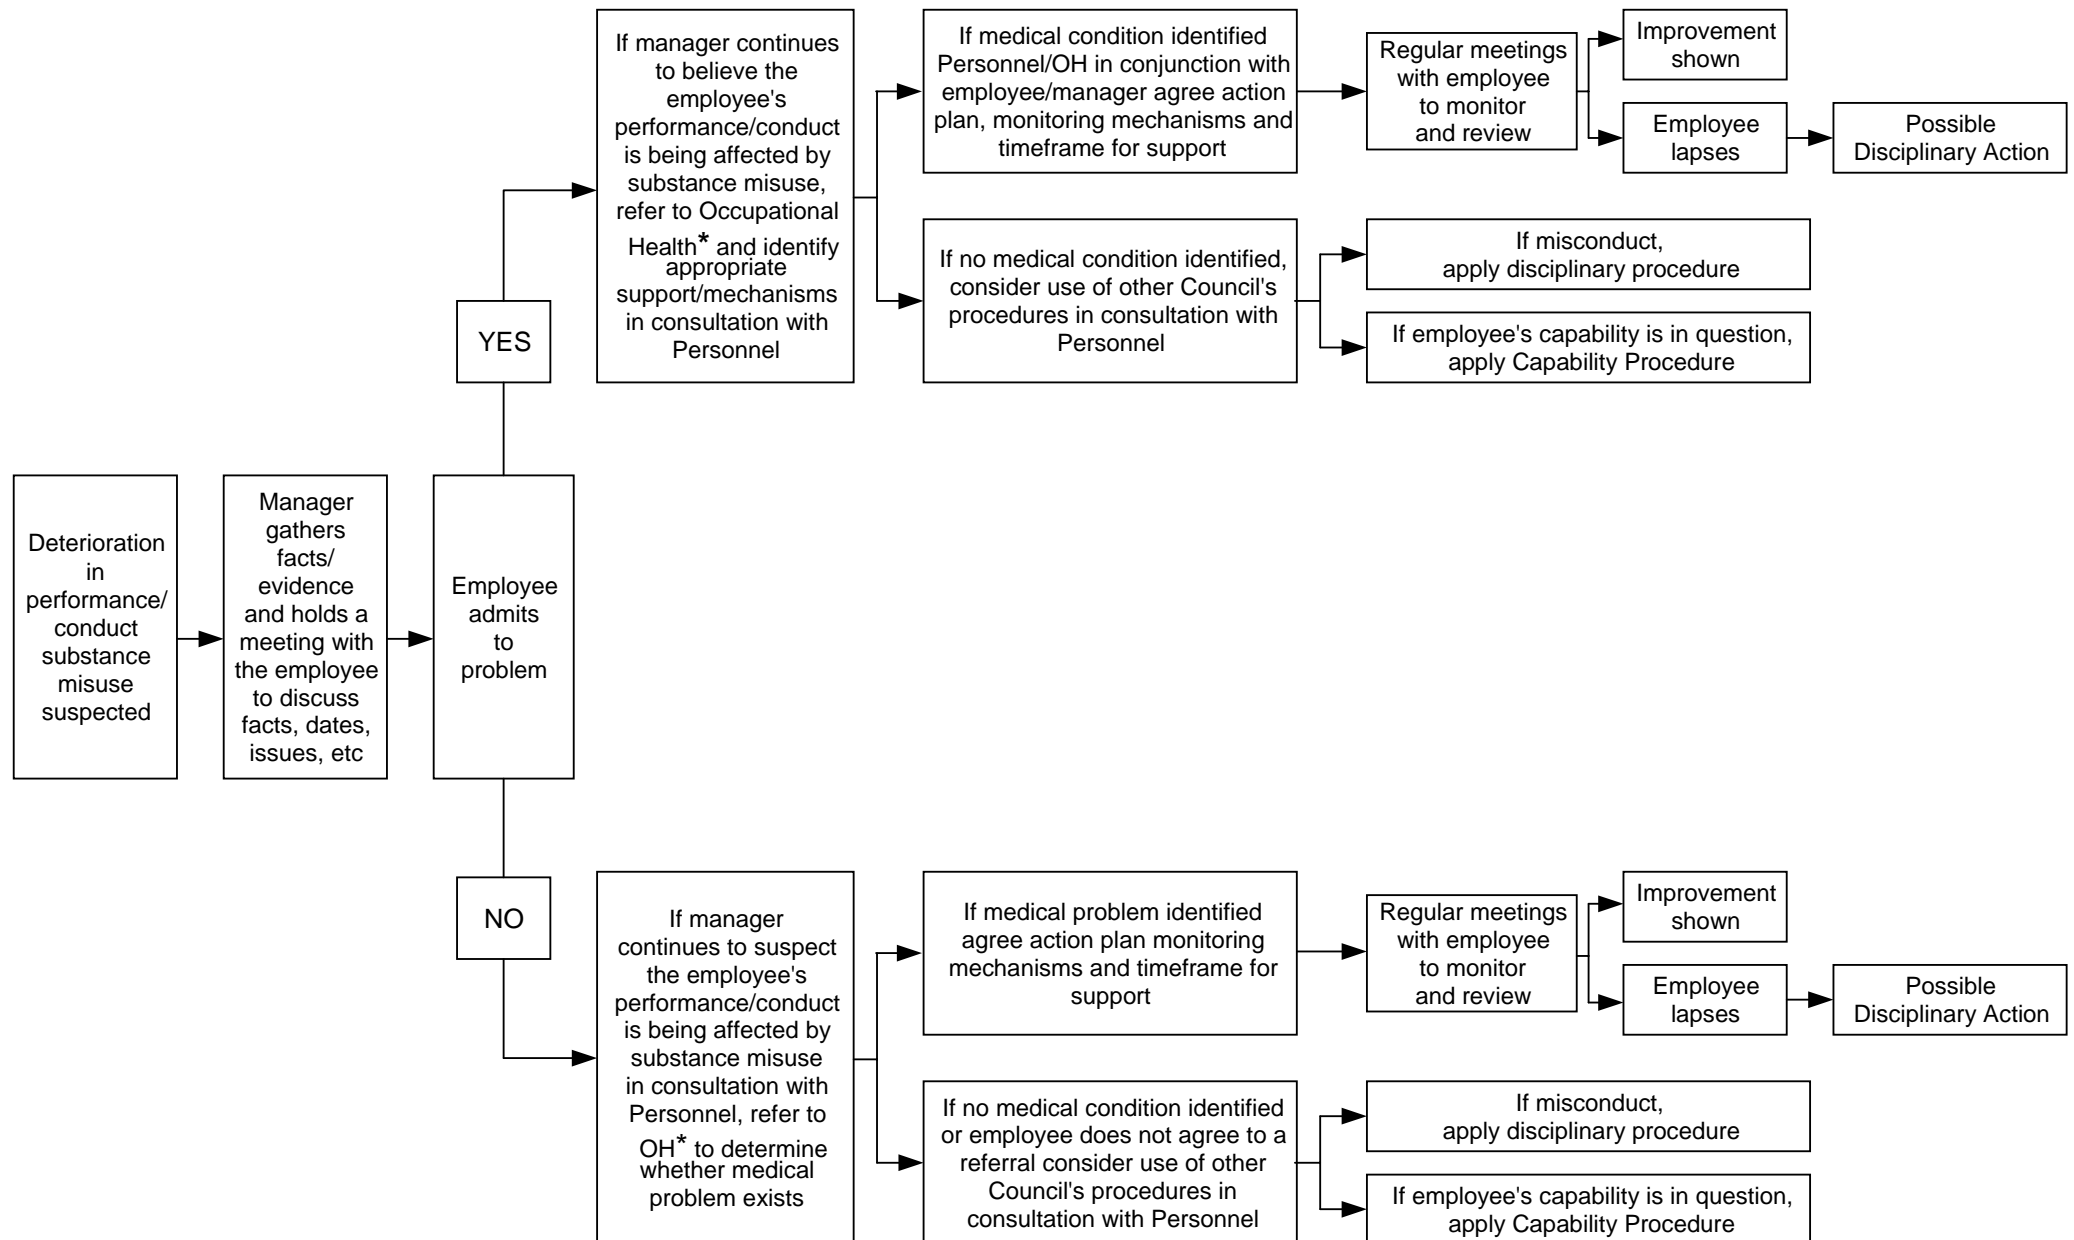 Deterioration
in
performance/
conduct
substance
misuse
suspected
Manager
gathers
facts/
evidence
and holds a
meeting with
the employee
to discuss
facts, dates,
issues, etc
Employee
admits
to
problem
YES
If manager continues
to believe the
employee's
performance/conduct
is being affected by
substance misuse,
refer to Occupational
Health* and identify
appropriate
support/mechanisms
in consultation with
Personnel
If medical condition identified
Personnel/OH in conjunction with
employee/manager agree action
plan, monitoring mechanisms and
timeframe for support
Regular meetings
with employee
to monitor
and review
Improvement
shown
Employee
lapses
Possible
Disciplinary Action
If no medical condition identified,
consider use of other Council's
procedures in consultation with
Personnel
If misconduct,
apply disciplinary procedure
If employee's capability is in question,
apply Capability Procedure
NO
If manager
continues to suspect
the employee's
performance/conduct
is being affected by
substance misuse
in consultation with
Personnel, refer to
OH* to determine
whether medical
problem exists
If medical problem identified
agree action plan monitoring
mechanisms and timeframe for
support
Regular meetings
with employee
to monitor
and review
Improvement
shown
Employee
lapses
Possible
Disciplinary Action
If no medical condition identified
or employee does not agree to a
referral consider use of other
Council's procedures in
consultation with Personnel
If misconduct,
apply disciplinary procedure
If employee's capability is in question,
apply Capability Procedure